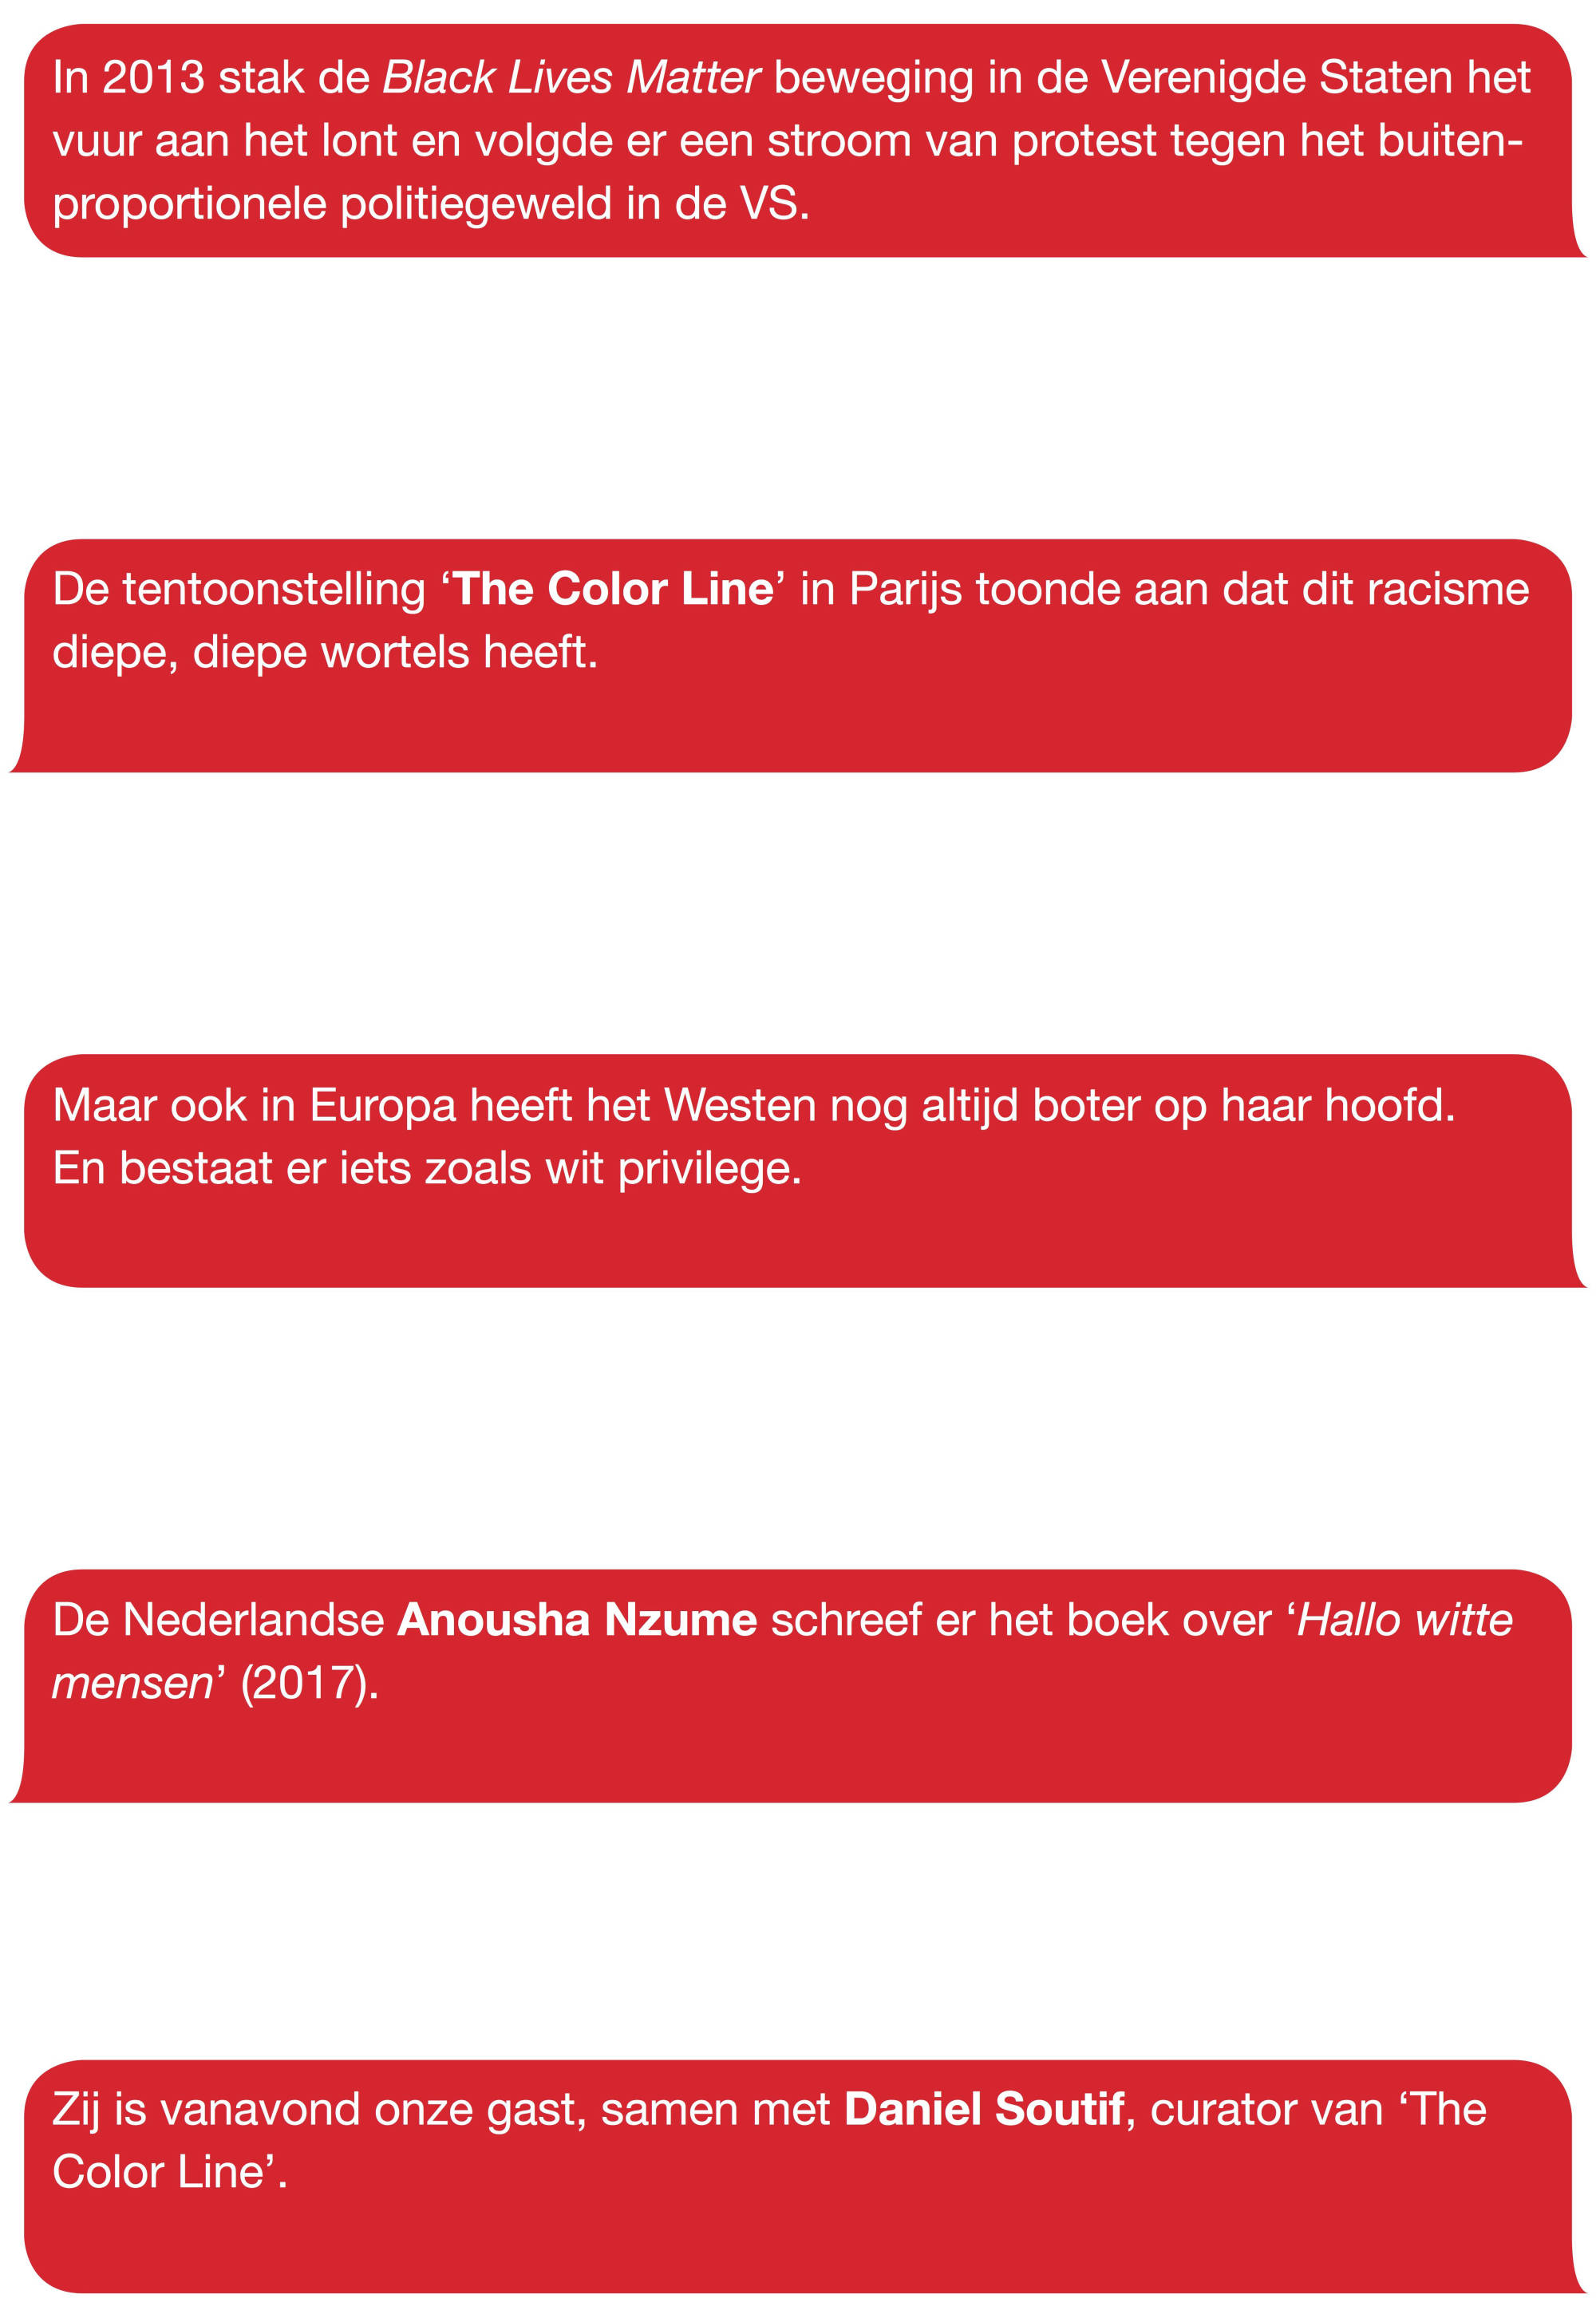 In 2013 stak de Black Lives Matter beweging in de Verenigde Staten het
vuur aan het lont en volgde er een stroom van protest tegen het buiten-
proportionele politiegeweld in de VS.
De tentoonstelling ‘The Color Line’ in Parijs toonde aan dat dit racisme
diepe, diepe wortels heeft.
Maar ook in Europa heeft het Westen nog altijd boter op haar hoofd.
En bestaat er iets zoals wit privilege.
De Nederlandse Anousha Nzume schreef er het boek over ‘Hallo witte
mensen’ (2017).
Zij is vanavond onze gast, samen met Daniel Soutif, curator van ‘The
Color Line’.